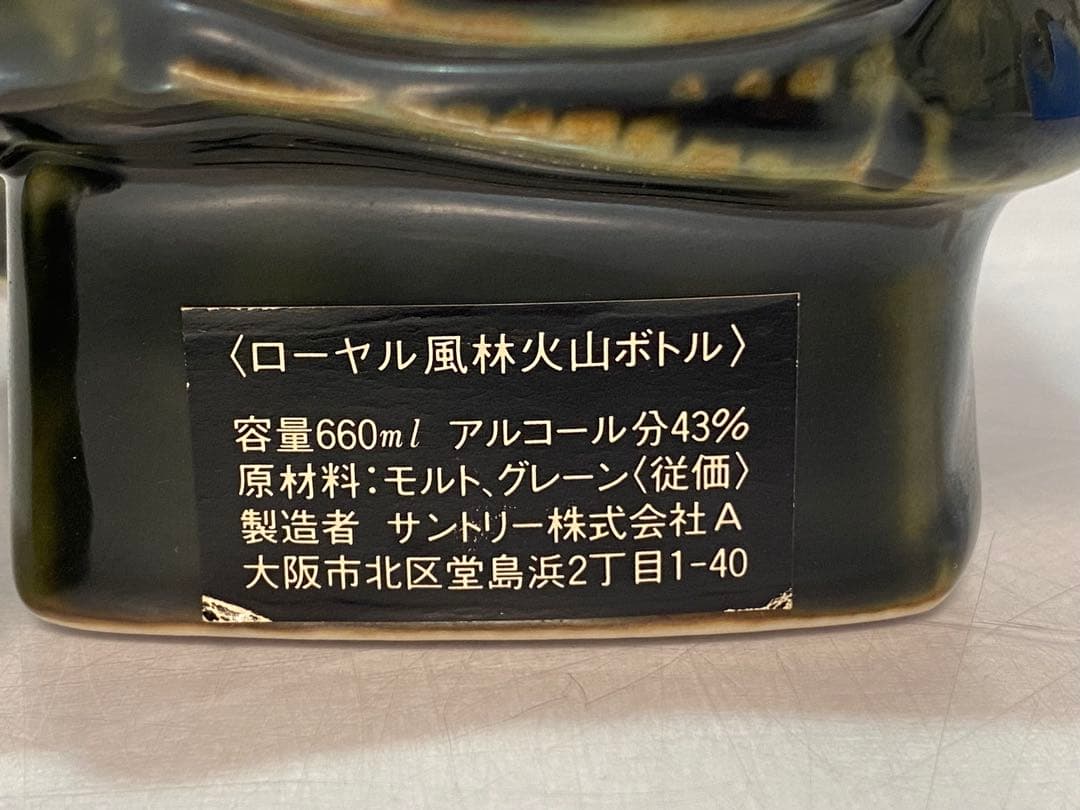 〈ローヤル風林火山ボトル〉
容量660ml アルコール分43%
原材料:モルト、グレーン〈従価〉
製造者 サントリー株式会社A
大阪市北区堂島浜2丁目1-40